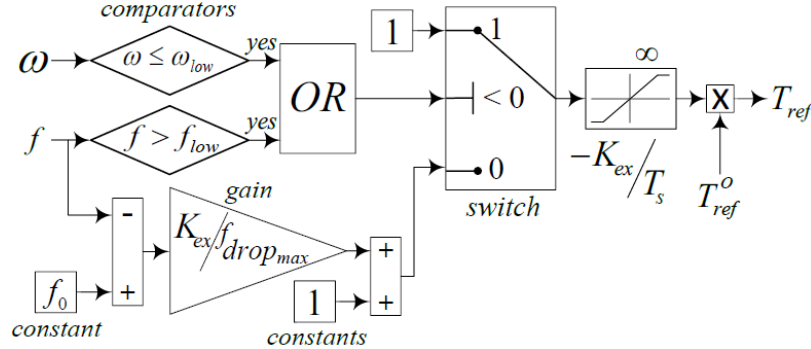 comparators
ω
ω ≤ ω_low
yes
OR
1
1
< 0
0
switch
∞
−K_ex/T_s
X
T_ref
T^o_ref
f
f > f_low
yes
gain
-
+
K_ex/f_drop_max
f_0
constant
+
+
1
constants